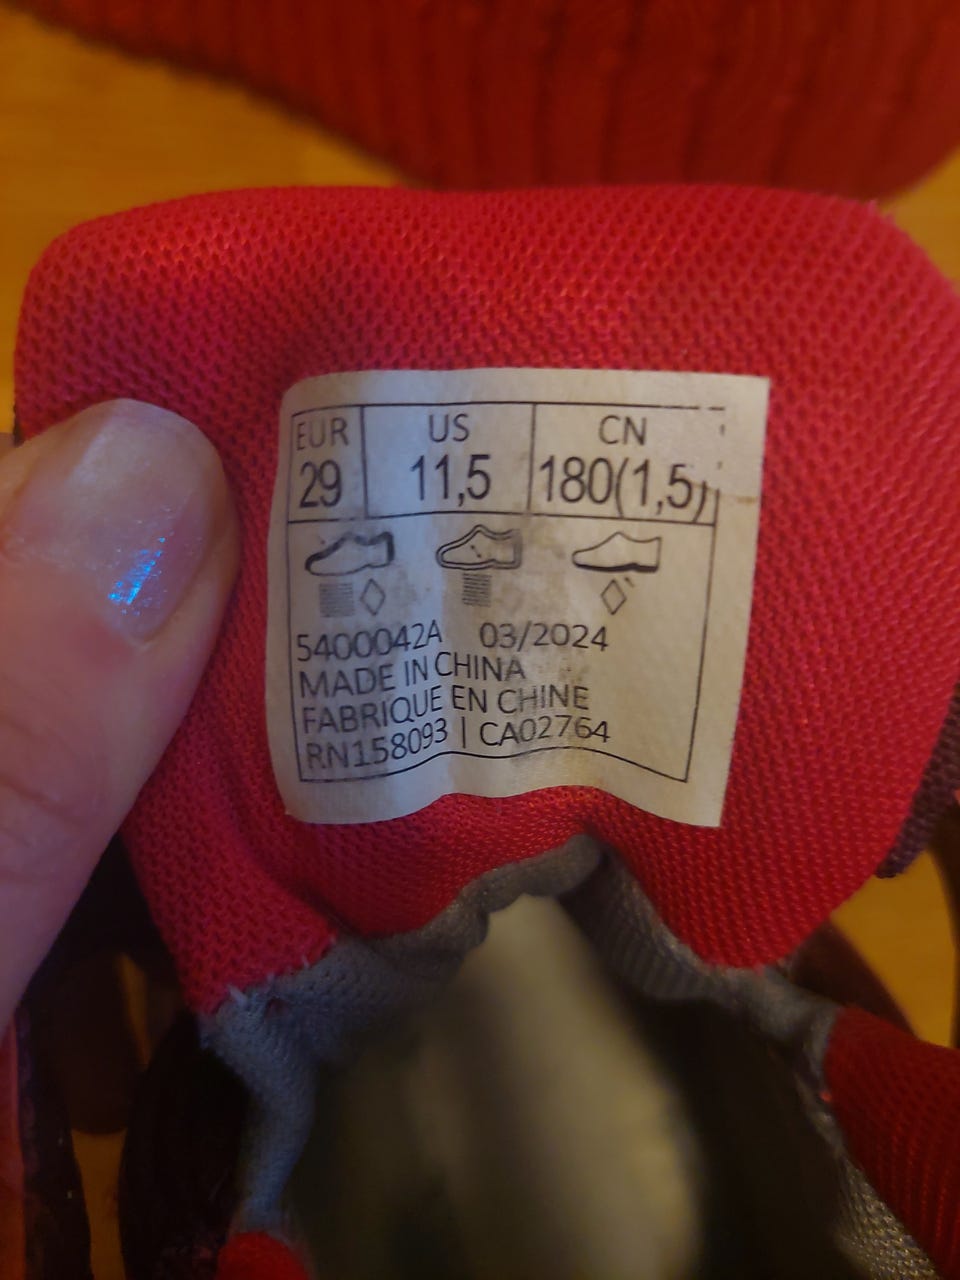 EUR US CN
29 11,5 180(1,5)
5400042A 03/2024
MADE IN CHINA
FABRIQUE EN CHINE
RN158093 | CA02764